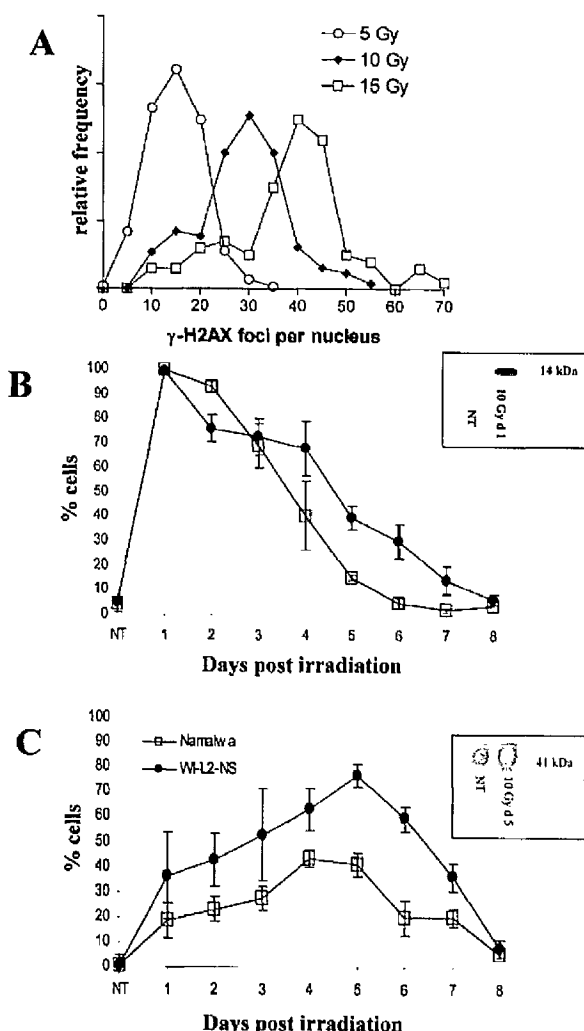 A
5 Gy
10 Gy
15 Gy
relative frequency
0 10 20 30 40 50 60 70
γ-H2AX foci per nucleus
B
100
90
80
70
60
50
40
30
20
10
0
% cells
NT 1 2 3 4 5 6 7 8
Days post irradiation
14 kDa
NT
10 Gy d 1
C
100
90
80
70
60
50
40
30
20
10
0
% cells
Namalwa
WI-L2-NS
NT 1 2 3 4 5 6 7 8
Days post irradiation
41 kDa
NT
10 Gy d 5